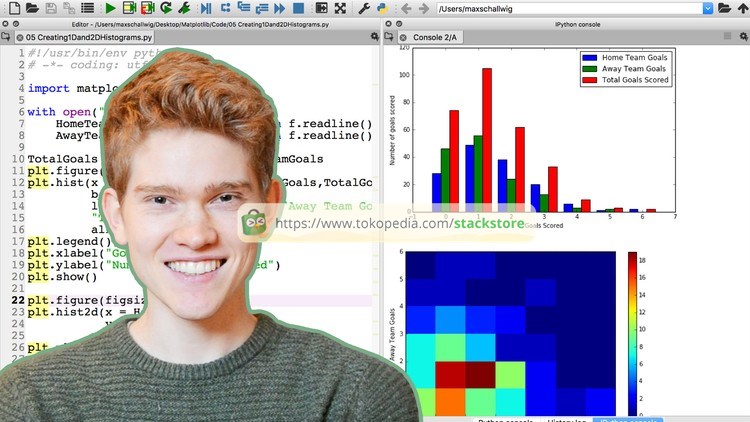 /Users/maxschallwig
Editor - /Users/maxschallwig/Desktop/Matplotlib/Code/05 Creating1Dand2DHistograms.py
IPython console
05 Creating1Dand2DHistograms.py
Console 2/A
1 #!/usr/bin/env pyth
2 # -*- coding: utf
3
4 import matplo
5
6 with open("
7 HomeTe f.readline()
8 AwayTe f.readline()
9
10 TotalGoals amGoals
11 plt.figure(
12 plt.hist(x Goals,TotalGo
13 b
14 l Away Team Go
15 "
16 al
17 plt.legend()
18 plt.xlabel("Go
19 plt.ylabel("Num ed")
20 plt.show()
21
22 plt.figure(figsiz
23 plt.hist2d(x = H
24
25
26 plt.
120
100
80
60
40
20
0
Number of goals scored
Home Team Goals
Away Team Goals
Total Goals Scored
-1 0 1 2 3 4 5 6 7
Goals Scored
https://www.tokopedia.com/stackstore
6
5
4
3
2
1
Away Team Goals
18
16
14
12
10
8
6
4
2
0
Python console History log IPython console